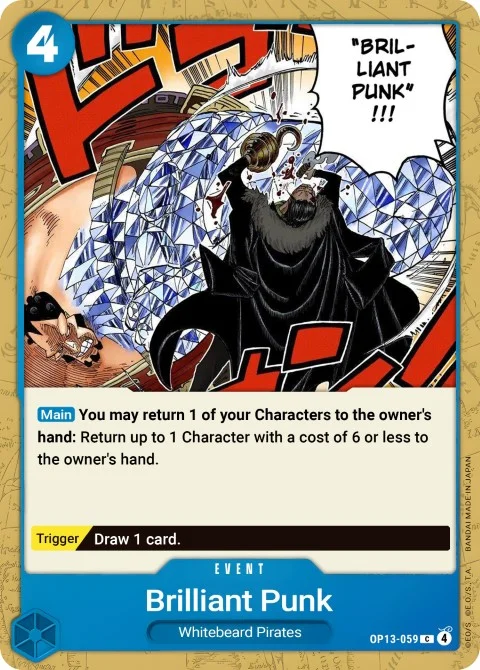 4
"BRIL-
LIANT
PUNK"
!!!
ドン
Main You may return 1 of your Characters to the owner's
hand: Return up to 1 Character with a cost of 6 or less to
the owner's hand.
Trigger Draw 1 card.
EVENT
Brilliant Punk
Whitebeard Pirates
OP13-059 C 4
BANDAI MADE IN JAPAN
©E.O/S. ©E.O./S.,T.A.